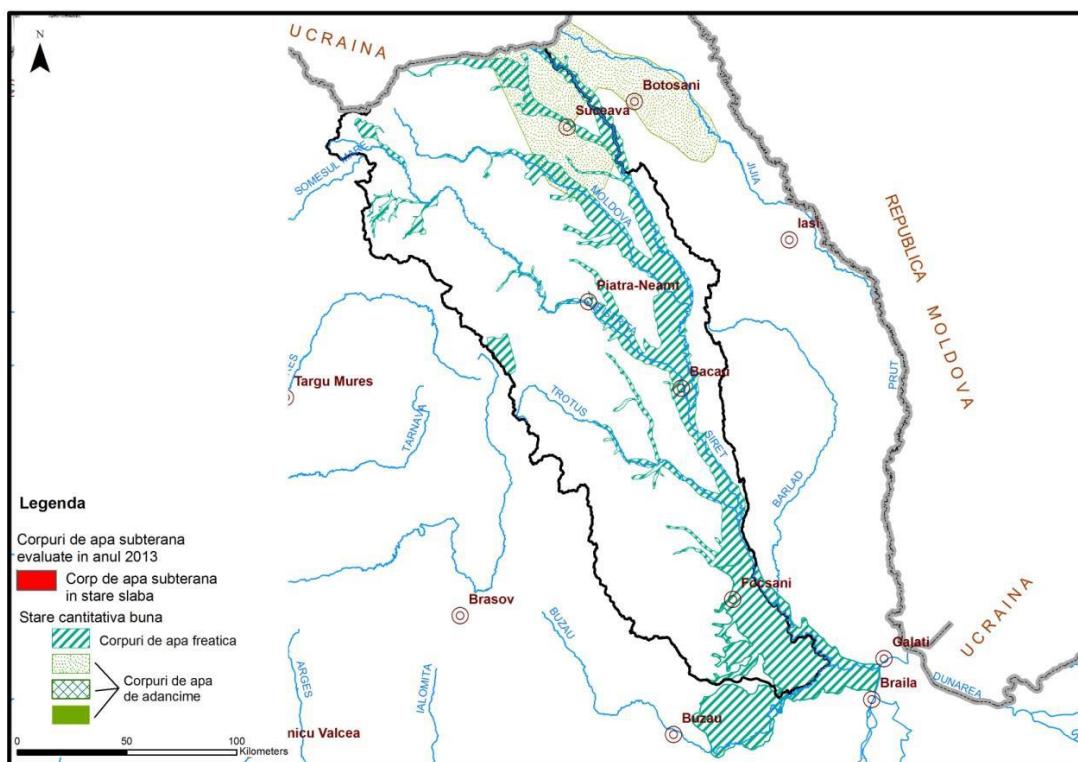 N
UCRAINA
Botosani
Suceava
SOMESUL MARE
MOLDOVA
JIJIA
Iasi
REPUBLICA MOLDOVA
Piatra-Neamt
PRUT
Targu Mures
Bacau
TROTUS
TARNAVA
SIRET
BARLAD
Legenda
Corpuri de apa subterana
evaluate in anul 2013
Corp de apa subterana
in stare slaba
Stare cantitativa buna
Corpuri de apa freatica
Corpuri de apa
de adancime
0 50 100
Kilometers
Brasov
Focsani
BUZAU
Galati
UCRAINA
DUNAREA
Braila
ARGES
IALOMITA
Buzau
nicu Valcea